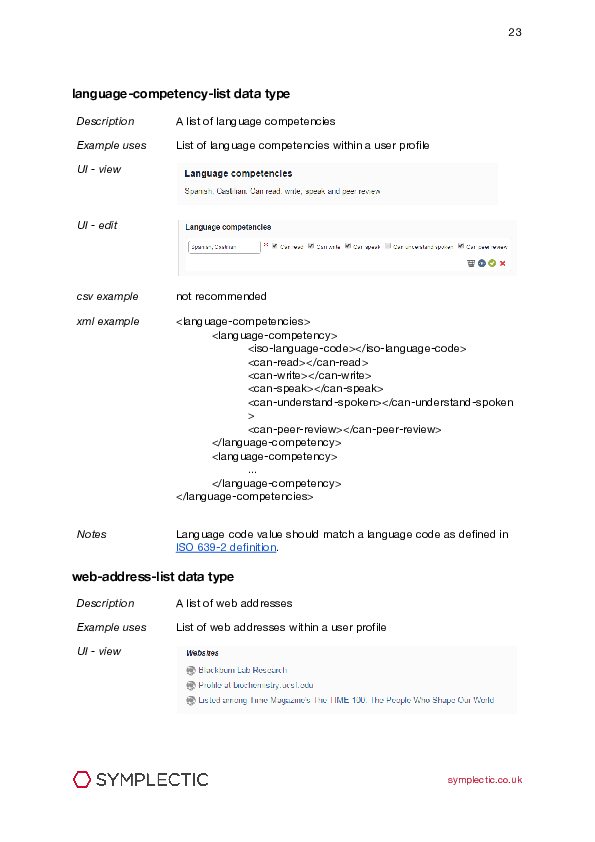 23
language-competency-list data type
Description A list of language competencies
Example uses List of language competencies within a user profile
UI - view
Language competencies
Spanish, Castilian: Can read, write, speak and peer review
UI - edit
Language competencies
Spanish, Castilian Can read Can write Can speak Can understand spoken Can peer review
csv example not recommended
xml example <language-competencies>
<language-competency>
<iso-language-code></iso-language-code>
<can-read></can-read>
<can-write></can-write>
<can-speak></can-speak>
<can-understand-spoken></can-understand-spoken
>
<can-peer-review></can-peer-review>
</language-competency>
<language-competency>
...
</language-competency>
</language-competencies>
Notes Language code value should match a language code as defined in
ISO 639-2 definition.
web-address-list data type
Description A list of web addresses
Example uses List of web addresses within a user profile
UI - view
Websites
Blackburn Lab Research
Profile at biochemistry.ucsf.edu
Listed among Time Magazine's The TIME 100: The People Who Shape Our World
SYMPLECTIC symplectic.co.uk